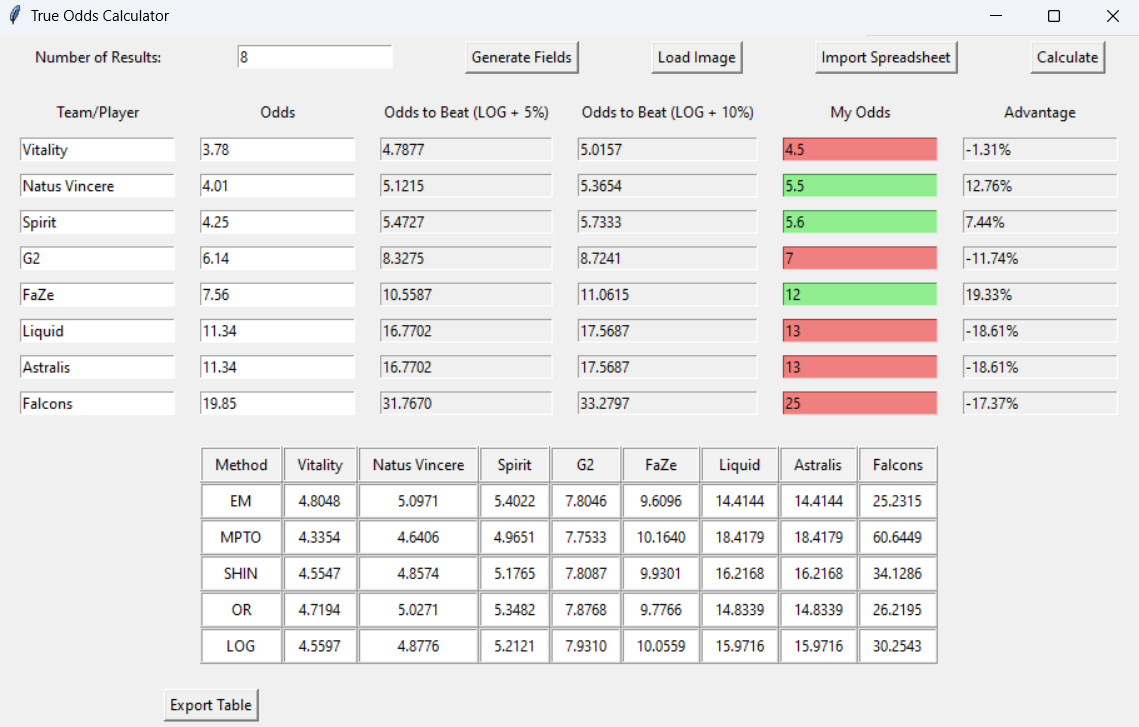 True Odds Calculator
Number of Results: 8 Generate Fields Load Image Import Spreadsheet Calculate
Team/Player Odds Odds to Beat (LOG + 5%) Odds to Beat (LOG + 10%) My Odds Advantage
Vitality 3.78 4.7877 5.0157 4.5 -1.31%
Natus Vincere 4.01 5.1215 5.3654 5.5 12.76%
Spirit 4.25 5.4727 5.7333 5.6 7.44%
G2 6.14 8.3275 8.7241 7 -11.74%
FaZe 7.56 10.5587 11.0615 12 19.33%
Liquid 11.34 16.7702 17.5687 13 -18.61%
Astralis 11.34 16.7702 17.5687 13 -18.61%
Falcons 19.85 31.7670 33.2797 25 -17.37%
Method Vitality Natus Vincere Spirit G2 FaZe Liquid Astralis Falcons
EM 4.8048 5.0971 5.4022 7.8046 9.6096 14.4144 14.4144 25.2315
MPTO 4.3354 4.6406 4.9651 7.7533 10.1640 18.4179 18.4179 60.6449
SHIN 4.5547 4.8574 5.1765 7.8087 9.9301 16.2168 16.2168 34.1286
OR 4.7194 5.0271 5.3482 7.8768 9.7766 14.8339 14.8339 26.2195
LOG 4.5597 4.8776 5.2121 7.9310 10.0559 15.9716 15.9716 30.2543
Export Table